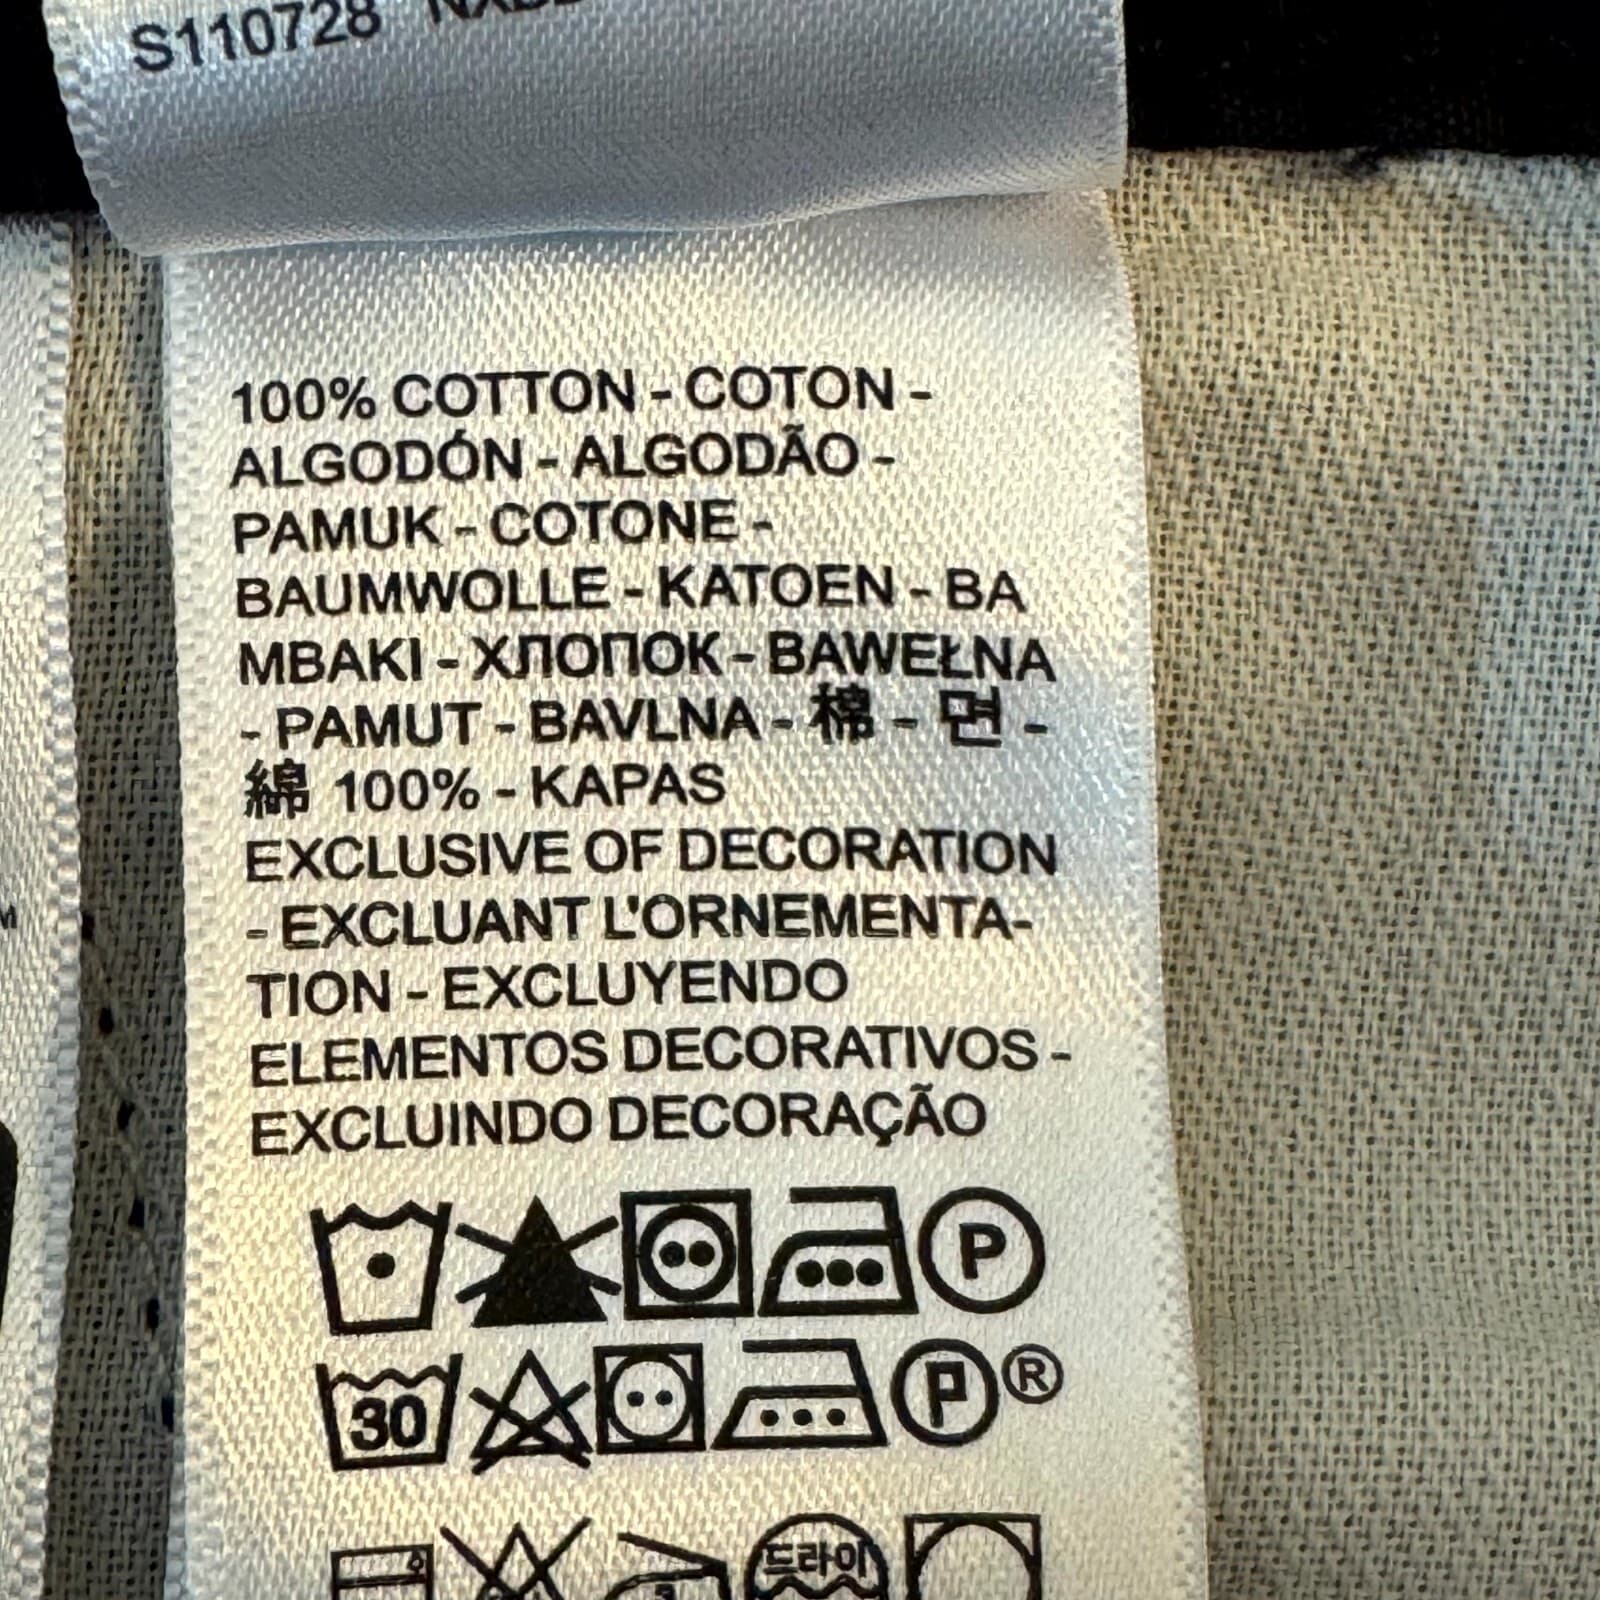 S110728
100% COTTON - COTON -
ALGODÓN - ALGODÃO -
PAMUK - COTONE -
BAUMWOLLE - KATOEN - BA
MBAKI - ХЛОПОК - BAWEŁNA
- PAMUT - BAVLNA - 棉 - 면 -
綿 100% - KAPAS
EXCLUSIVE OF DECORATION
- EXCLUANT L'ORNEMENTA-
TION - EXCLUYENDO
ELEMENTOS DECORATIVOS -
EXCLUINDO DECORAÇÃO
P
30 P ®
드라이